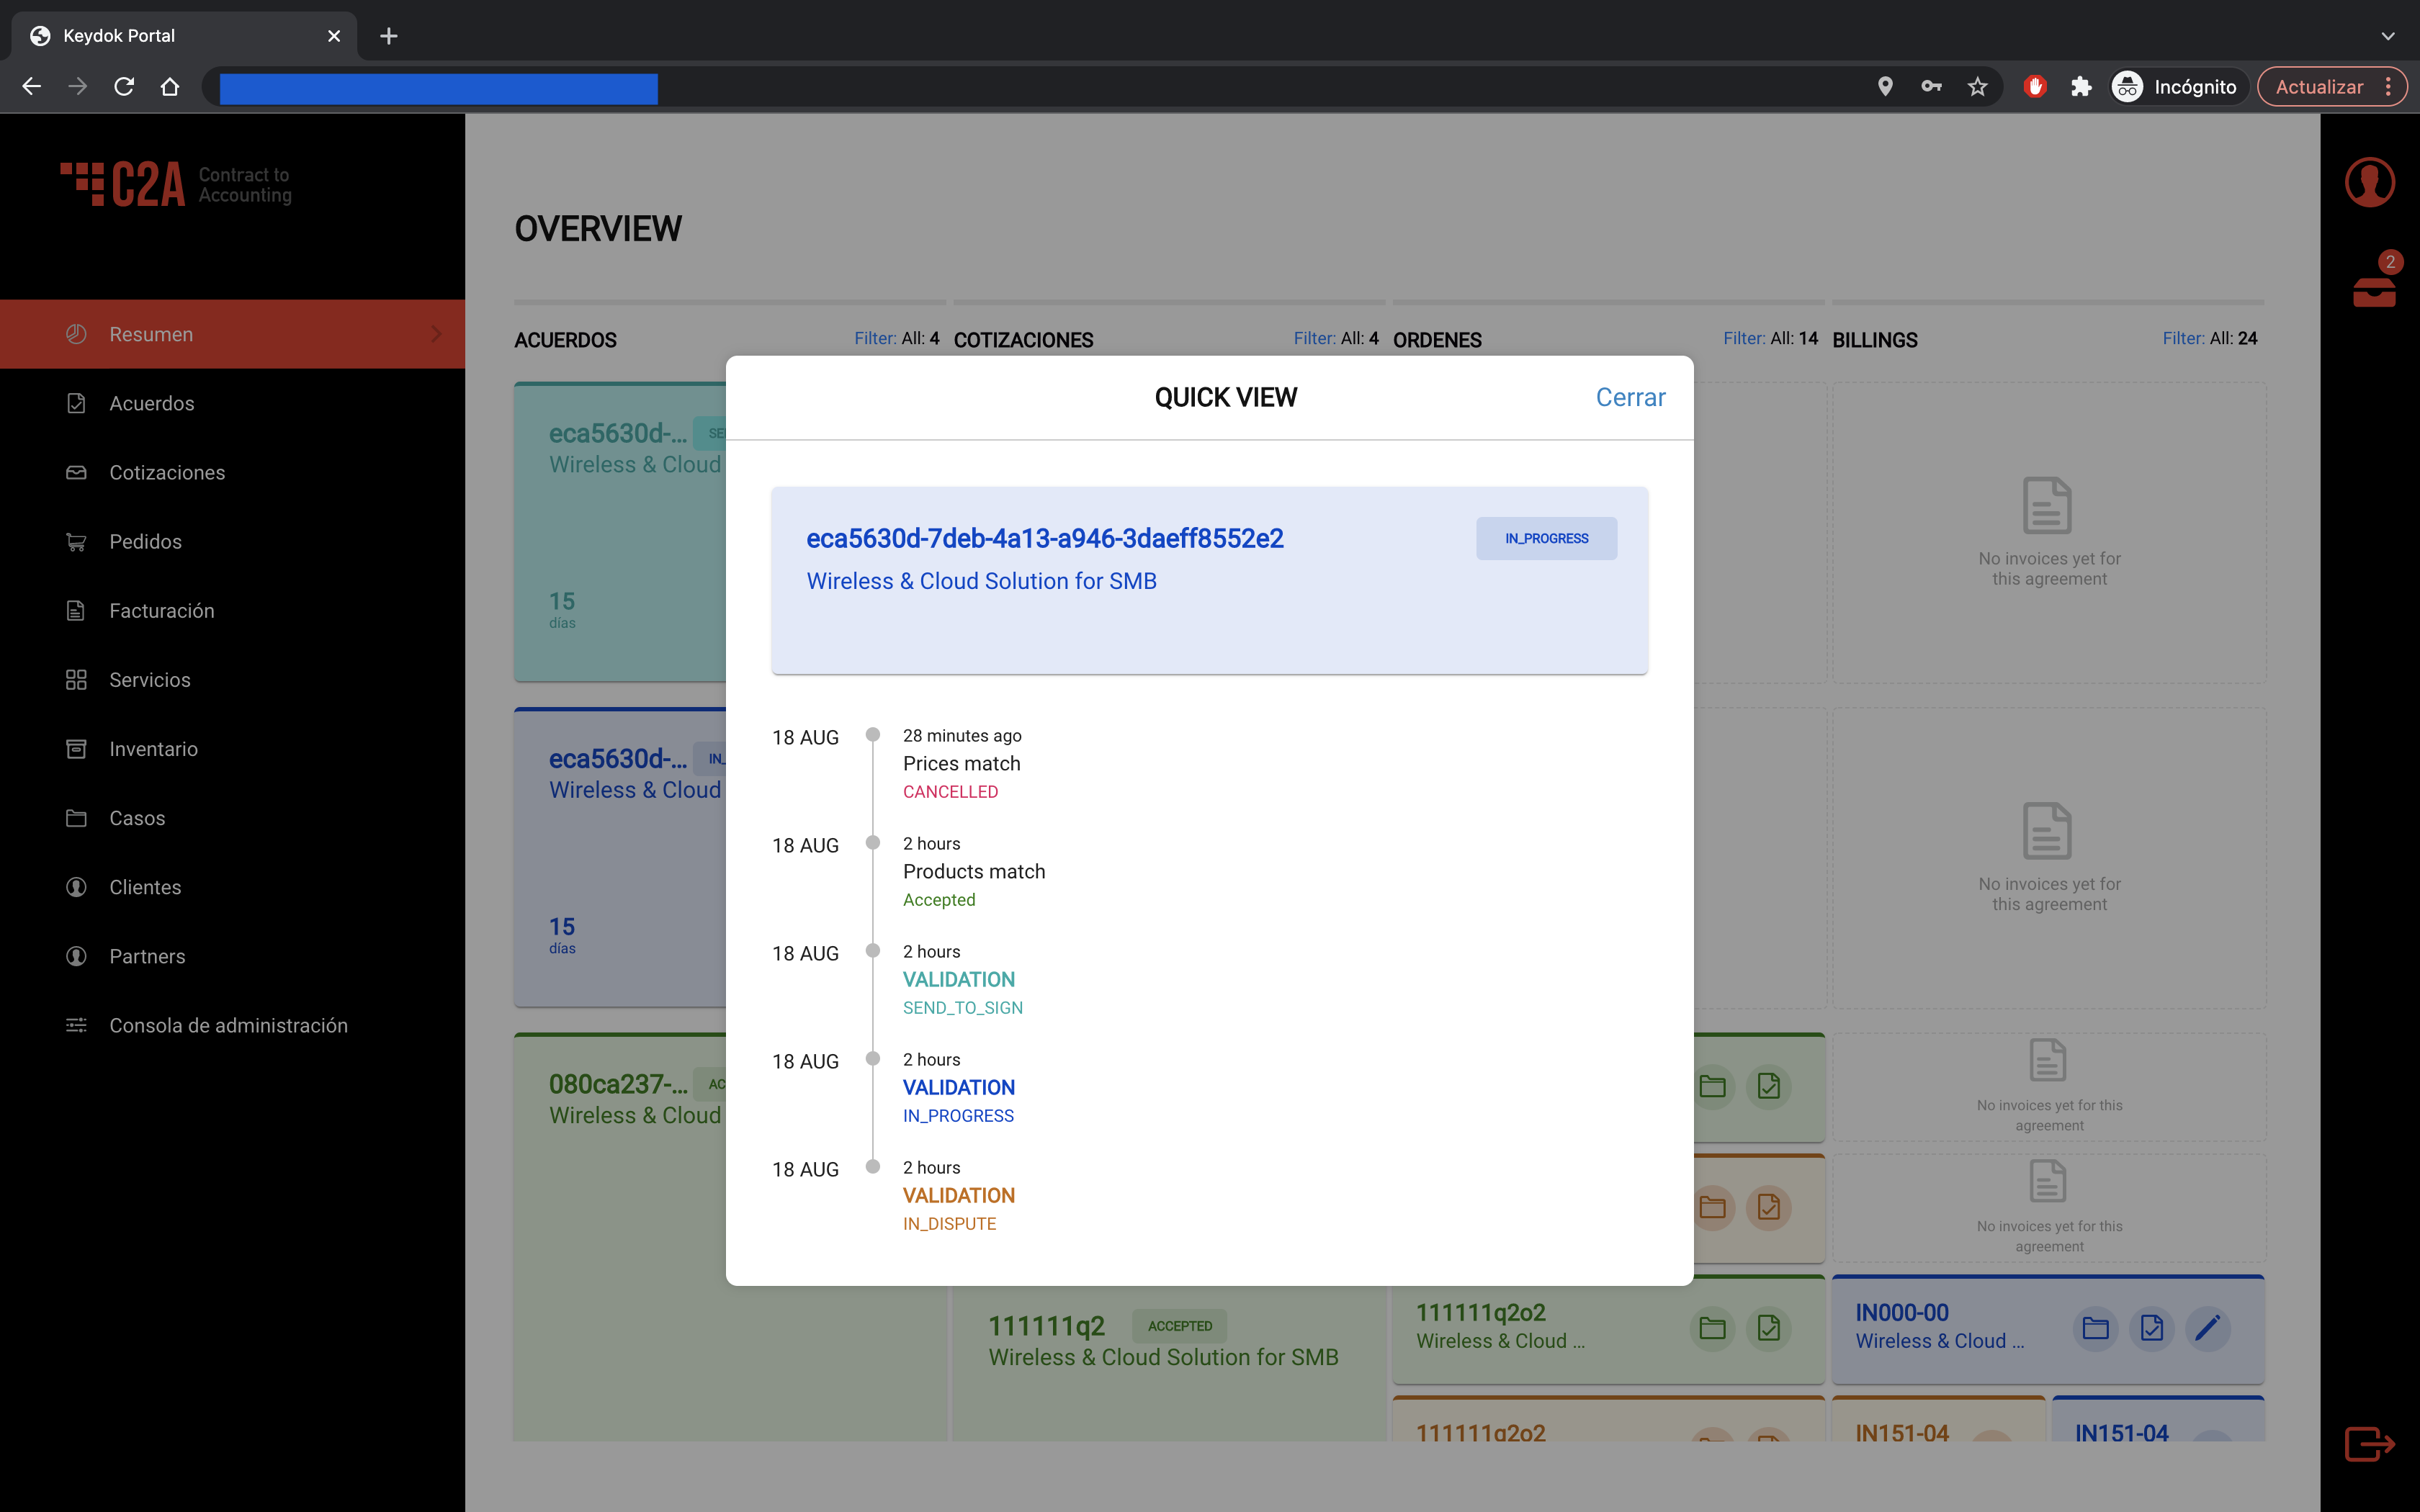 Keydok Portal
Incógnito
Actualizar
C2A Contract to
Accounting
2
OVERVIEW
Resumen
Acuerdos
Cotizaciones
Pedidos
Facturación
Servicios
Inventario
Casos
Clientes
Partners
Consola de administración
ACUERDOS Filter: All: 4
COTIZACIONES Filter: All: 4
ORDENES Filter: All: 14
BILLINGS Filter: All: 24
eca5630d-...
Wireless & Cloud
15
días
eca5630d-...
Wireless & Cloud
15
días
080ca237-...
Wireless & Cloud
QUICK VIEW
Cerrar
eca5630d-7deb-4a13-a946-3daeff8552e2
IN_PROGRESS
Wireless & Cloud Solution for SMB
18 AUG
28 minutes ago
Prices match
CANCELLED
18 AUG
2 hours
Products match
Accepted
18 AUG
2 hours
VALIDATION
SEND_TO_SIGN
18 AUG
2 hours
VALIDATION
IN_PROGRESS
18 AUG
2 hours
VALIDATION
IN_DISPUTE
111111q2
ACCEPTED
Wireless & Cloud Solution for SMB
111111q2o2
Wireless & Cloud ...
111111q2o2
No invoices yet for
this agreement
No invoices yet for
this agreement
No invoices yet for this
agreement
No invoices yet for this
agreement
IN000-00
Wireless & Cloud ...
IN151-04
IN151-04